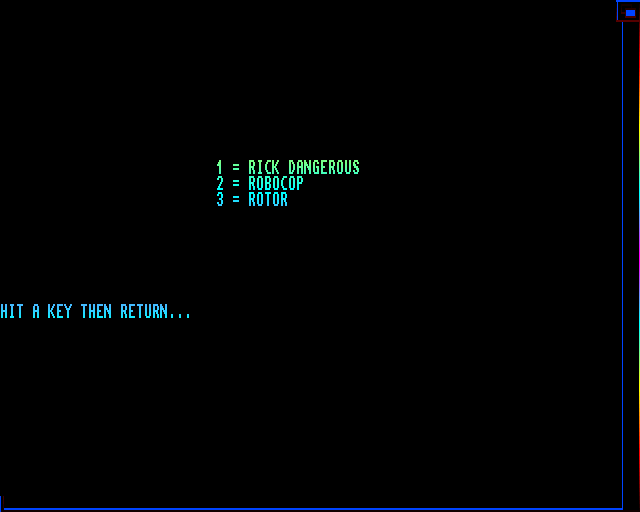 1 = RICK DANGEROUS
2 = ROBOCOP
3 = ROTOR
HIT A KEY THEN RETURN...